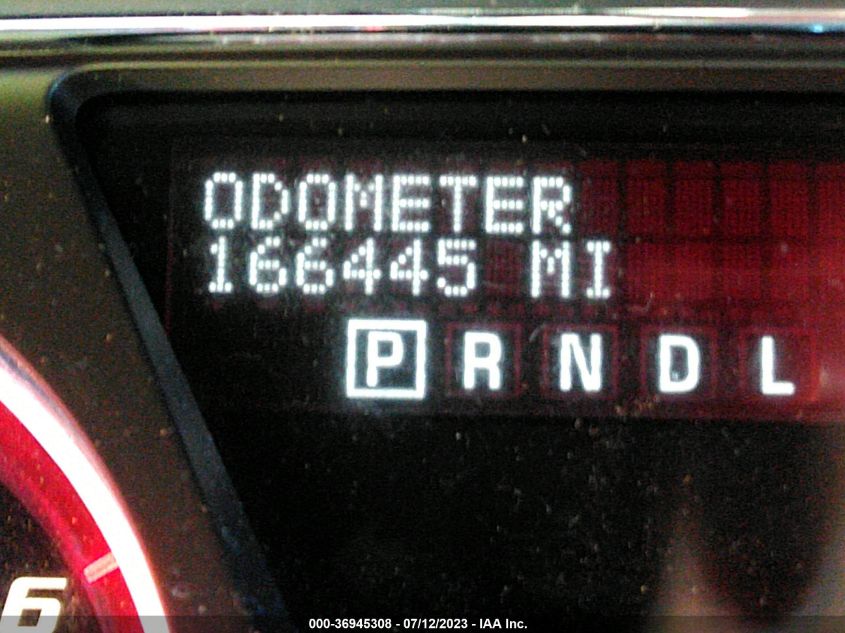 ODOMETER
166445 MI
P R N D L
6
000-36945308 - 07/12/2023 - IAA Inc.